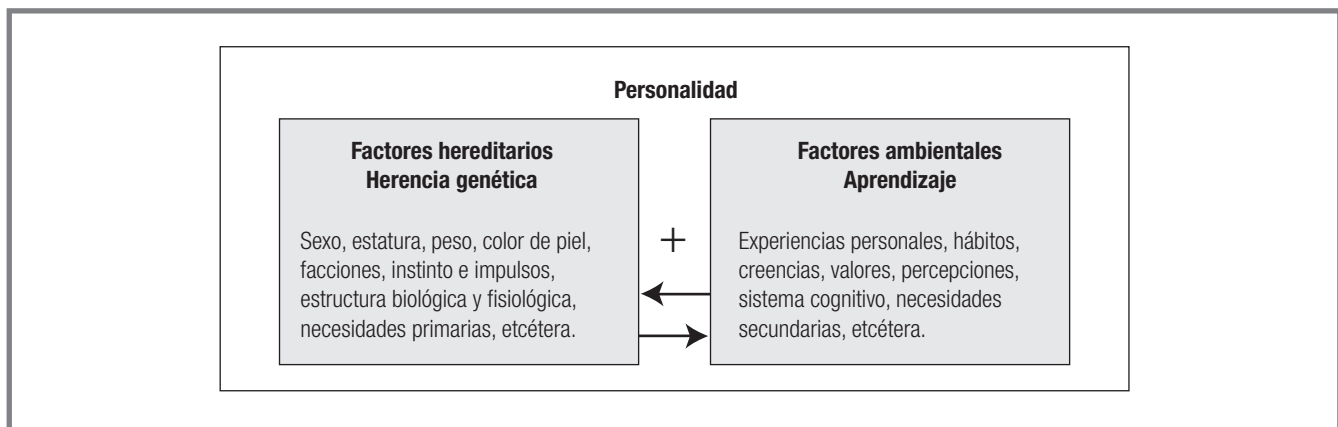 Personalidad
Factores hereditarios
Herencia genética
Sexo, estatura, peso, color de piel,
facciones, instinto e impulsos,
estructura biológica y fisiológica,
necesidades primarias, etcétera.
+
Factores ambientales
Aprendizaje
Experiencias personales, hábitos,
creencias, valores, percepciones,
sistema cognitivo, necesidades
secundarias, etcétera.